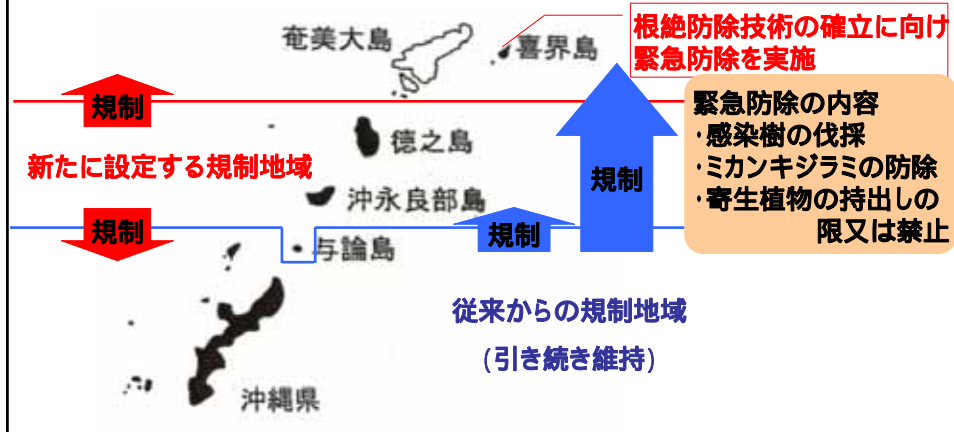 奄美大島
喜界島
根絶防除技術の確立に向け
緊急防除を実施
規制
緊急防除の内容
・感染樹の伐採
・ミカンキジラミの防除
・寄生植物の持出しの
限又は禁止
徳之島
新たに設定する規制地域
規制
沖永良部島
規制
規制
与論島
従来からの規制地域
(引き続き維持)
沖縄県